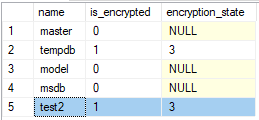 name is_encrypted encryption_state
1 master 0 NULL
2 tempdb 1 3
3 model 0 NULL
4 msdb 0 NULL
5 test2 1 3